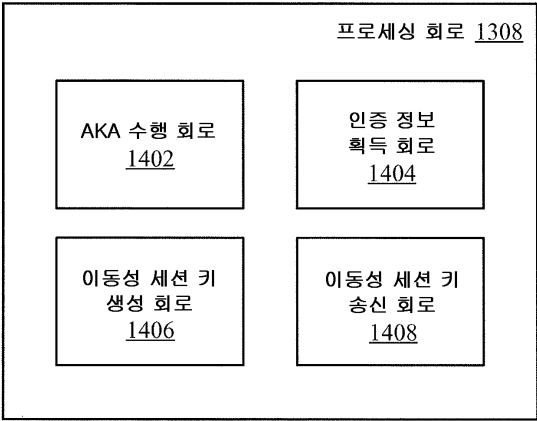 프로세싱 회로 1308
AKA 수행 회로
1402
인증 정보
획득 회로
1404
이동성 세션 키
생성 회로
1406
이동성 세션 키
송신 회로
1408